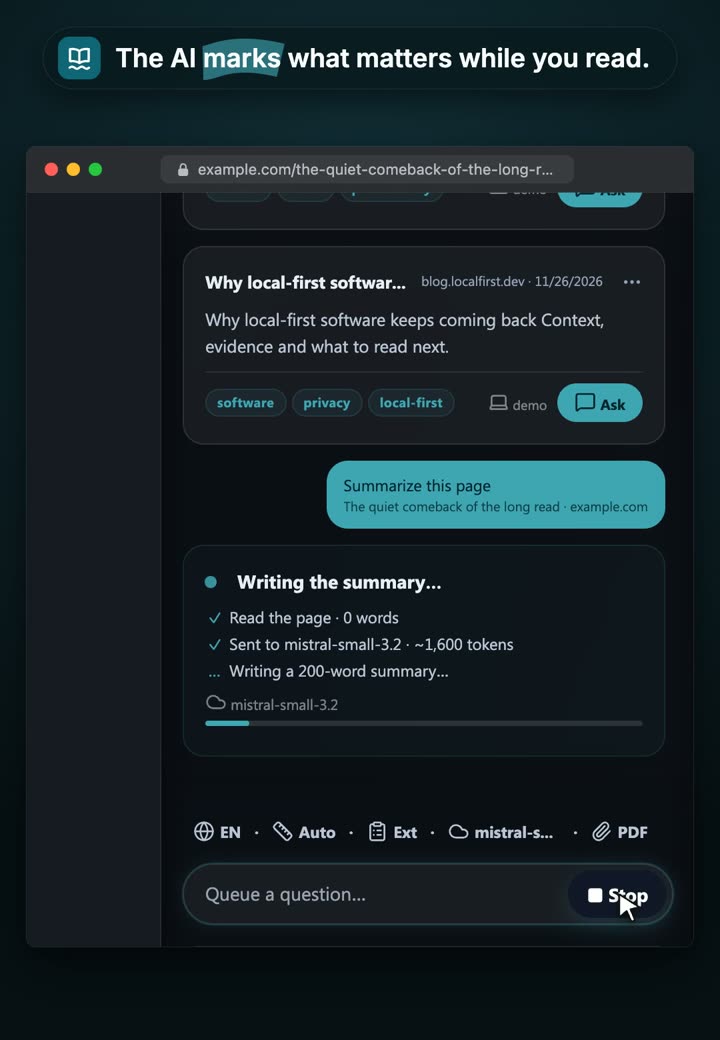 The AI marks what matters while you read.
example.com/the-quiet-comeback-of-the-long-r...
demo Ask
Why local-first softwar... blog.localfirst.dev · 11/26/2026
Why local-first software keeps coming back Context,
evidence and what to read next.
software privacy local-first demo Ask
Summarize this page
The quiet comeback of the long read · example.com
Writing the summary...
✓ Read the page · 0 words
✓ Sent to mistral-small-3.2 · ~1,600 tokens
... Writing a 200-word summary...
mistral-small-3.2
EN · Auto · Ext · mistral-s... · PDF
Queue a question... Stop